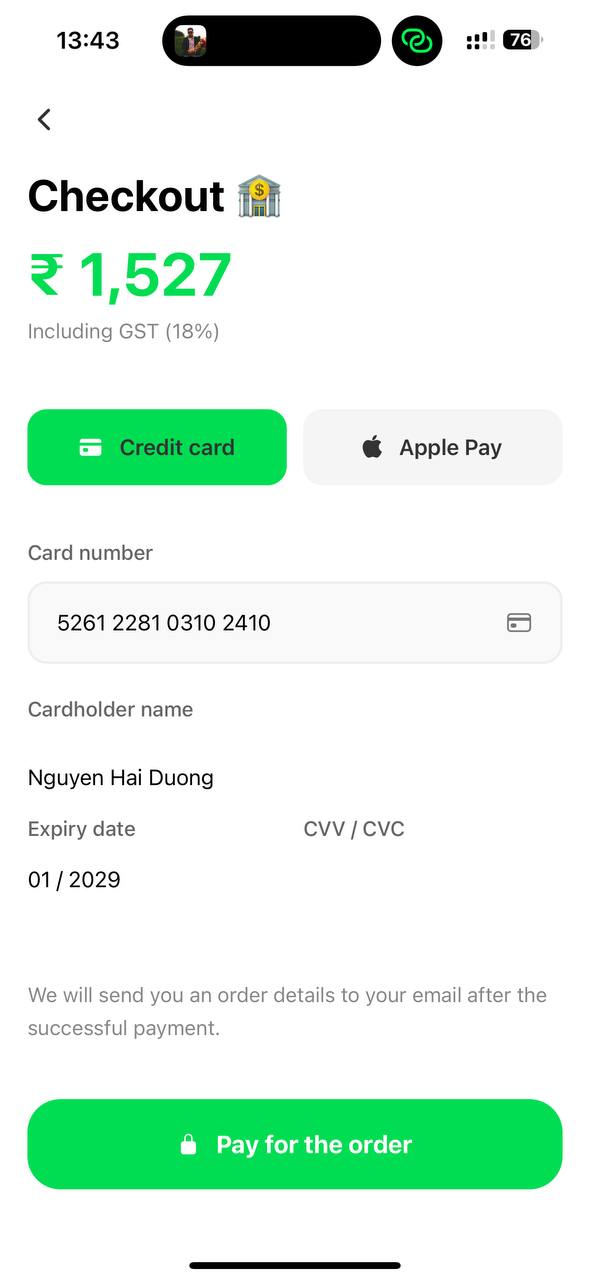 13:43
76
Checkout
₹ 1,527
Including GST (18%)
Credit card
Apple Pay
Card number
5261 2281 0310 2410
Cardholder name
Nguyen Hai Duong
Expiry date
CVV / CVC
01 / 2029
We will send you an order details to your email after the
successful payment.
Pay for the order